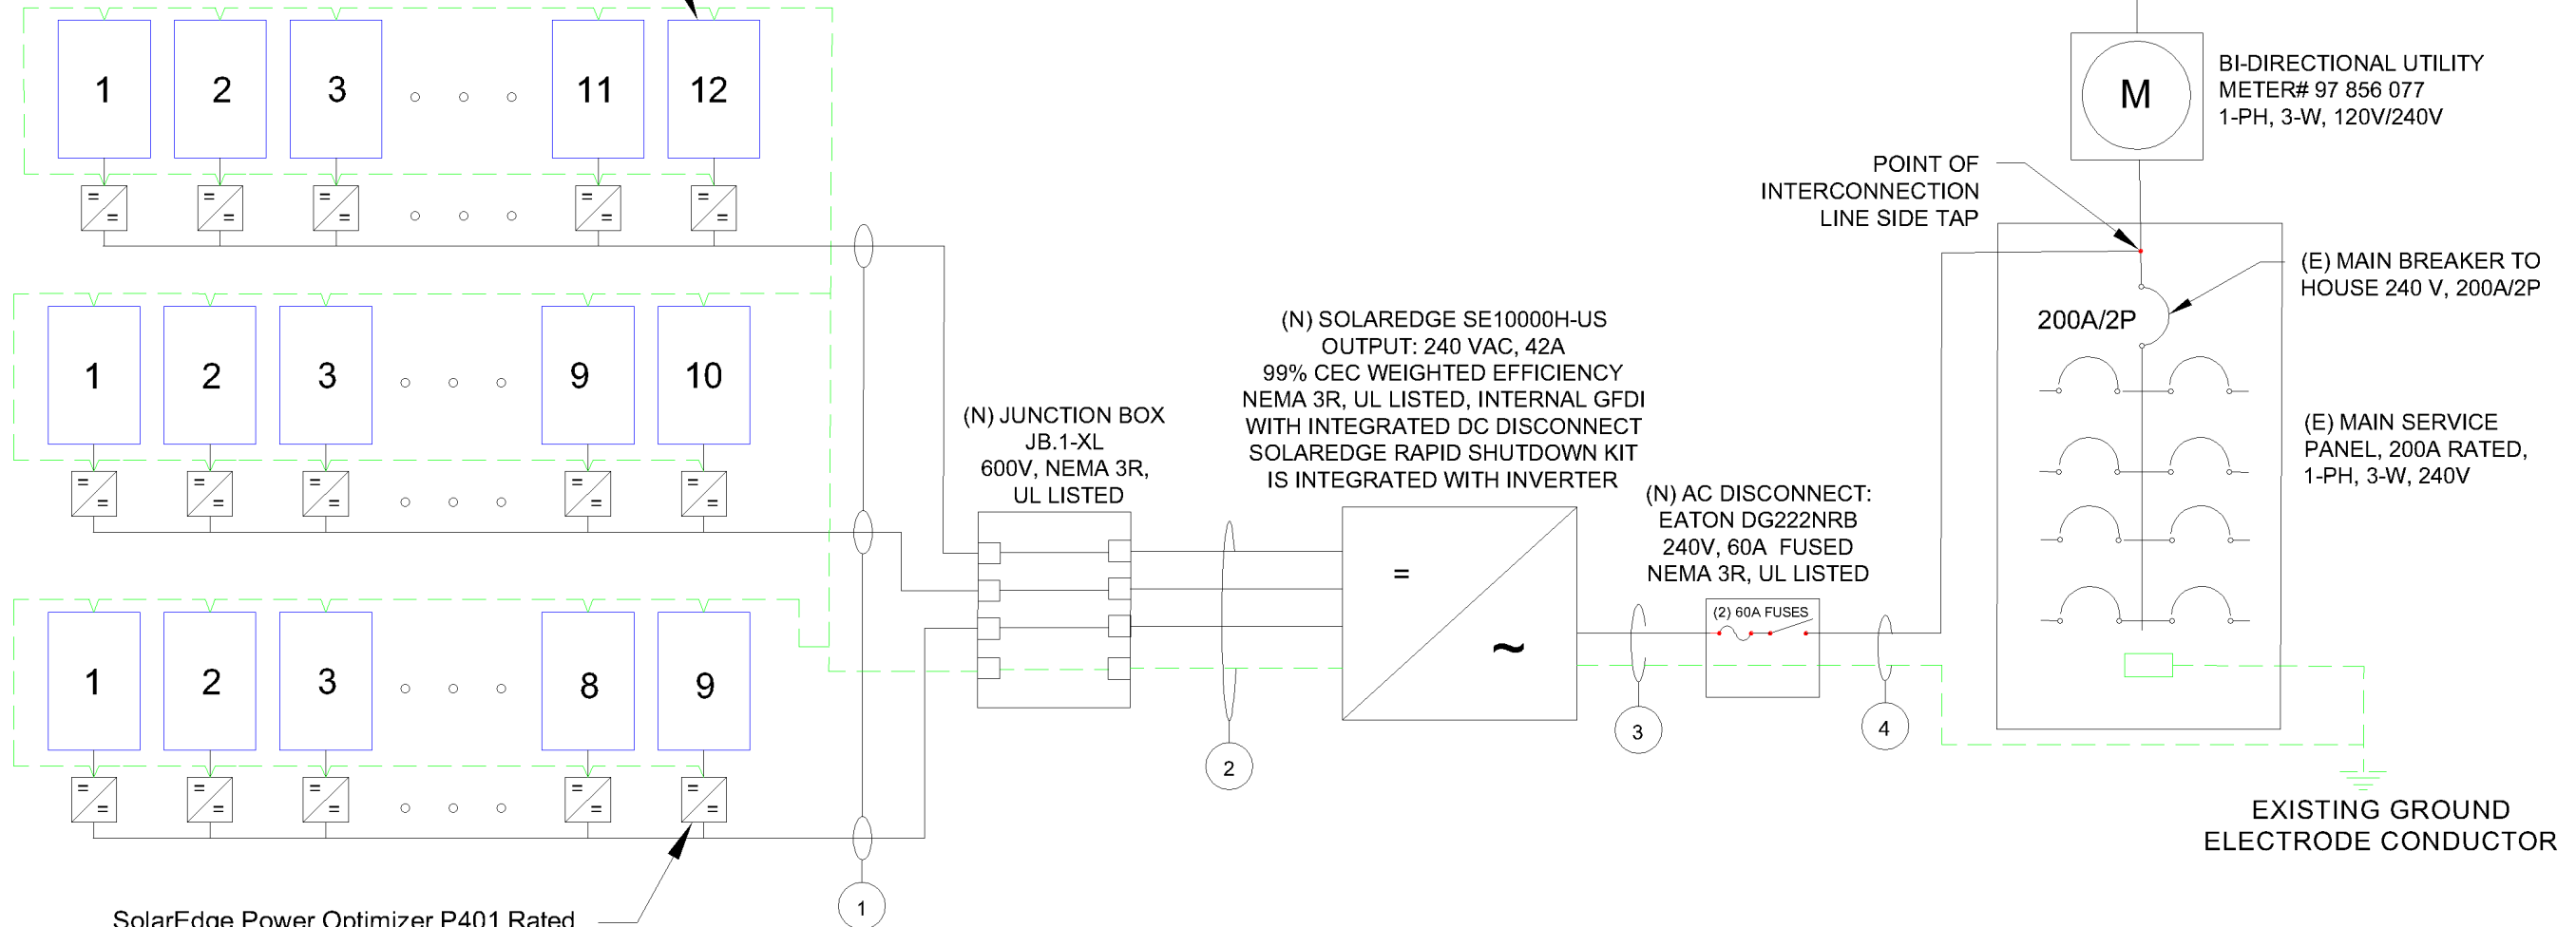 1
2
3
11
12
1
2
3
9
10
1
2
3
8
9
SolarEdge Power Optimizer P401 Rated
1
(N) JUNCTION BOX
JB.1-XL
600V, NEMA 3R,
UL LISTED
2
(N) SOLAREDGE SE10000H-US
OUTPUT: 240 VAC, 42A
99% CEC WEIGHTED EFFICIENCY
NEMA 3R, UL LISTED, INTERNAL GFDI
WITH INTEGRATED DC DISCONNECT
SOLAREDGE RAPID SHUTDOWN KIT
IS INTEGRATED WITH INVERTER
=
~
3
(N) AC DISCONNECT:
EATON DG222NRB
240V, 60A FUSED
NEMA 3R, UL LISTED
(2) 60A FUSES
4
POINT OF
INTERCONNECTION
LINE SIDE TAP
M
BI-DIRECTIONAL UTILITY
METER# 97 856 077
1-PH, 3-W, 120V/240V
200A/2P
(E) MAIN BREAKER TO
HOUSE 240 V, 200A/2P
(E) MAIN SERVICE
PANEL, 200A RATED,
1-PH, 3-W, 240V
EXISTING GROUND
ELECTRODE CONDUCTOR